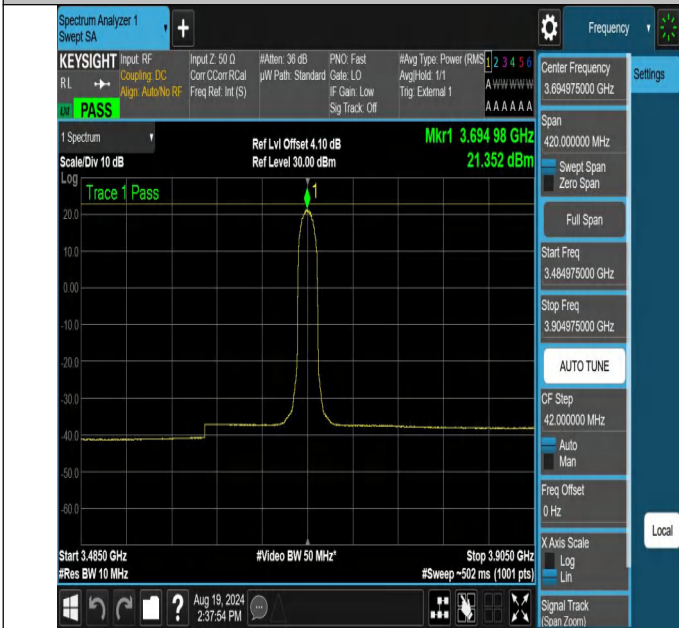 Spectrum Analyzer 1
Swept SA
+
Frequency
KEYSIGHT
RL
PASS
Input: RF
Coupling: DC
Align: Auto/No RF
Input Z: 50 Ω
Corr CCorr RCal
Freq Ref: Int (S)
#Atten: 36 dB
µW Path: Standard
PNO: Fast
Gate: LO
IF Gain: Low
Sig Track: Off
#Avg Type: Power (RMS
Avg|Hold: 1/1
Trig: External 1
1 2 3 4 5 6
A W W W W W
A A A A A A
1 Spectrum
Scale/Div 10 dB
Log
Ref Lvl Offset 4.10 dB
Ref Level 30.00 dBm
Mkr1 3.694 98 GHz
21.352 dBm
Trace 1 Pass
1
20.0
10.0
0.00
-10.0
-20.0
-30.0
-40.0
-50.0
-60.0
Start 3.4850 GHz
#Res BW 10 MHz
#Video BW 50 MHz*
Stop 3.9050 GHz
#Sweep ~502 ms (1001 pts)
Center Frequency
3.694975000 GHz
Settings
Span
420.000000 MHz
Swept Span
Zero Span
Full Span
Start Freq
3.484975000 GHz
Stop Freq
3.904975000 GHz
AUTO TUNE
CF Step
42.000000 MHz
Auto
Man
Freq Offset
0 Hz
X Axis Scale
Log
Lin
Local
Signal Track
(Span Zoom)
?
Aug 19, 2024
2:37:54 PM